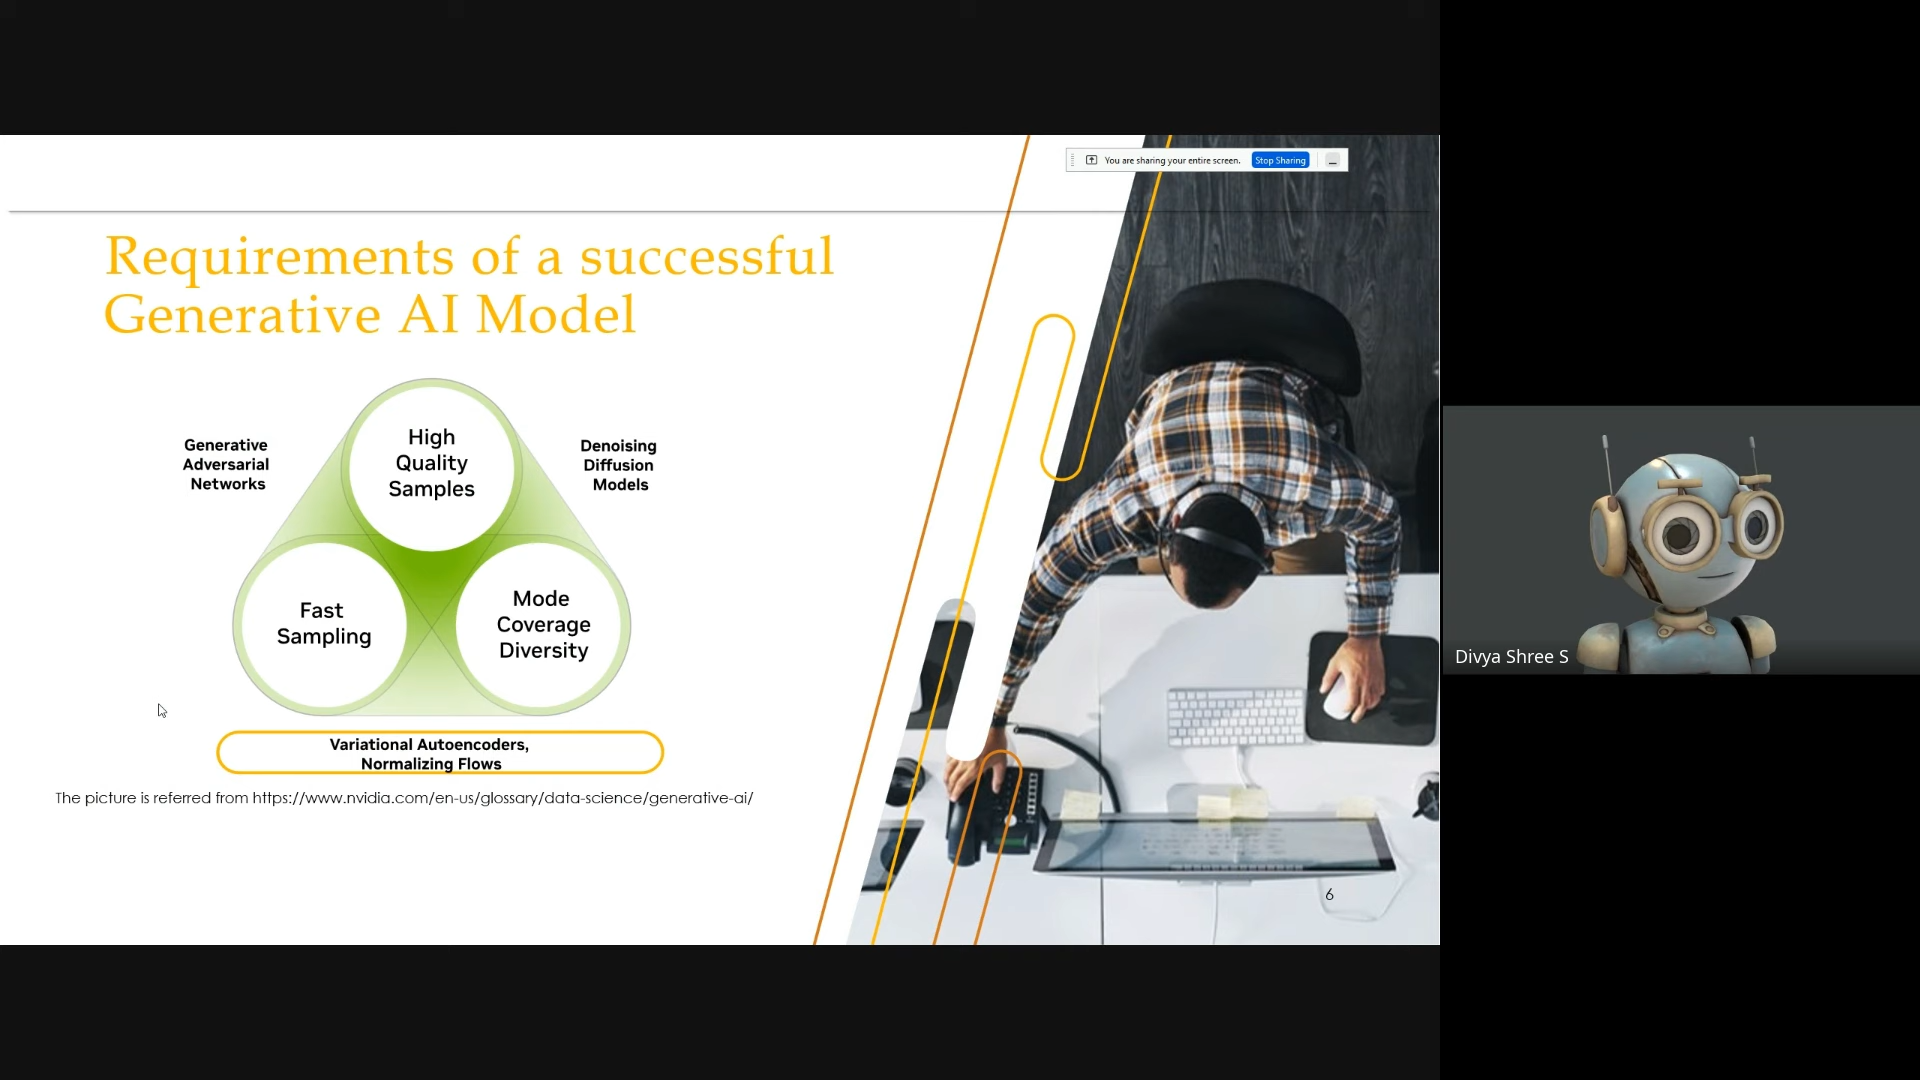 You are sharing your entire screen. Stop Sharing
Requirements of a successful
Generative AI Model
High
Quality
Samples
Generative
Adversarial
Networks
Denoising
Diffusion
Models
Fast
Sampling
Mode
Coverage
Diversity
Variational Autoencoders,
Normalizing Flows
The picture is referred from https://www.nvidia.com/en-us/glossary/data-science/generative-ai/
6
Divya Shree S